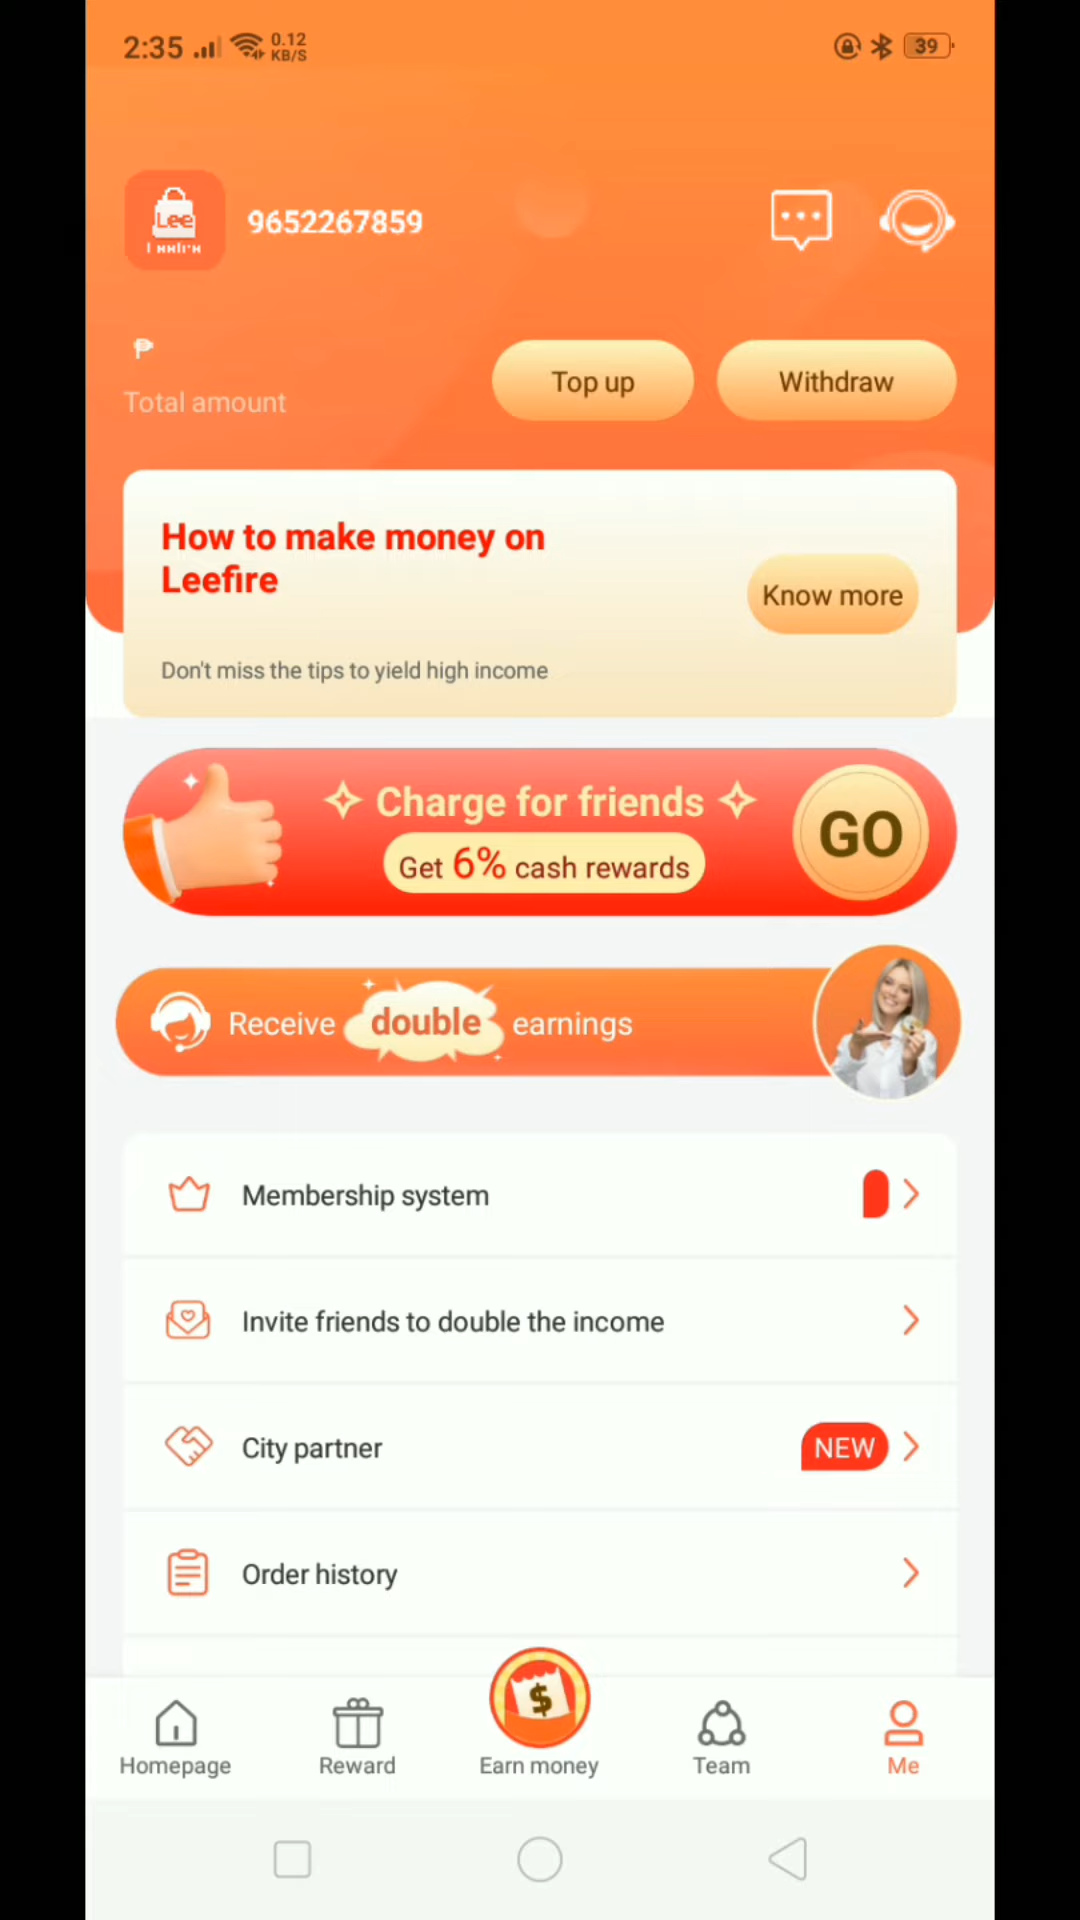 2:35
0.12
KB/S
39
Lee
9652267859
₱
Top up
Withdraw
Total amount
How to make money on
Leefire
Know more
Don't miss the tips to yield high income
Charge for friends
Get 6% cash rewards
GO
Receive double earnings
Membership system
Invite friends to double the income
City partner
NEW
Order history
$
Homepage
Reward
Earn money
Team
Me